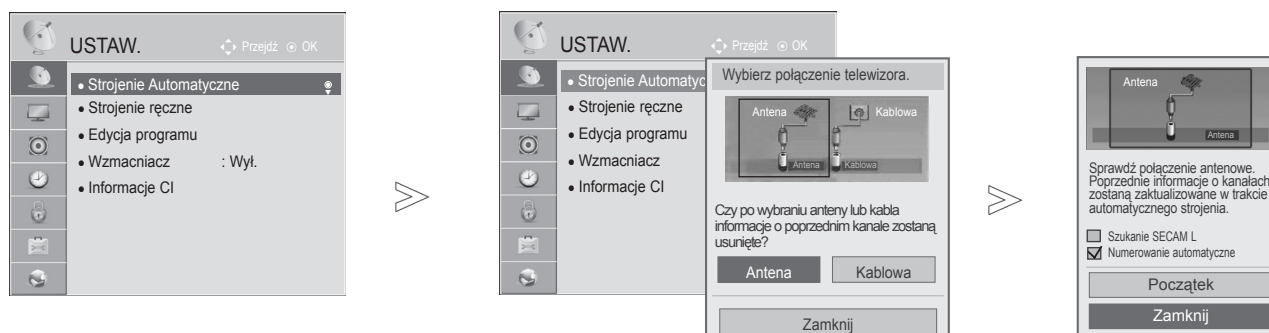 USTAW.
Przejdź OK
• Strojenie Automatyczne
• Strojenie ręczne
• Edycja programu
• Wzmacniacz : Wył.
• Informacje CI
USTAW.
Przejdź OK
• Strojenie Automatyc
• Strojenie ręczne
• Edycja programu
• Wzmacniacz
• Informacje CI
Wybierz połączenie telewizora.
Antena Kablowa
Antena Kablowa
Czy po wybraniu anteny lub kabla
informacje o poprzednim kanale zostaną
usunięte?
Antena Kablowa
Zamknij
Antena
Antena
Sprawdź połączenie antenowe.
Poprzednie informacje o kanałach
zostaną zaktualizowane w trakcie
automatycznego strojenia.
Szukanie SECAM L
Numerowanie automatyczne
Początek
Zamknij